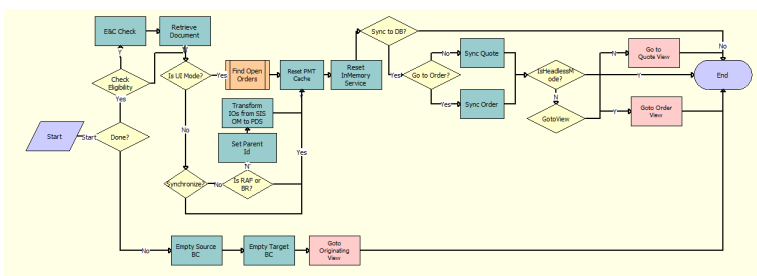 E&C Check
Retrieve
Document
Sync to DB?
No
Y
N
Check
Eligibility
Is UI Mode?
Yes
Find Open
Orders
Reset PMT
Cache
Reset
InMemory
Service
Yes
Go to Order?
No
Sync Quote
IsHeadlessM
ode?
N
Go to
Quote View
No
End
Y
Yes
Transform
IOs from SIS
OM to PDS
Yes
Sync Order
N
GotoView
Y
Goto Order
View
Start
Start
Done?
No
Set Parent
Id
Yes
N
Synchronize?
No
Is RAF or
BR?
No
Empty Source
BC
Empty Target
BC
Goto
Originating
View